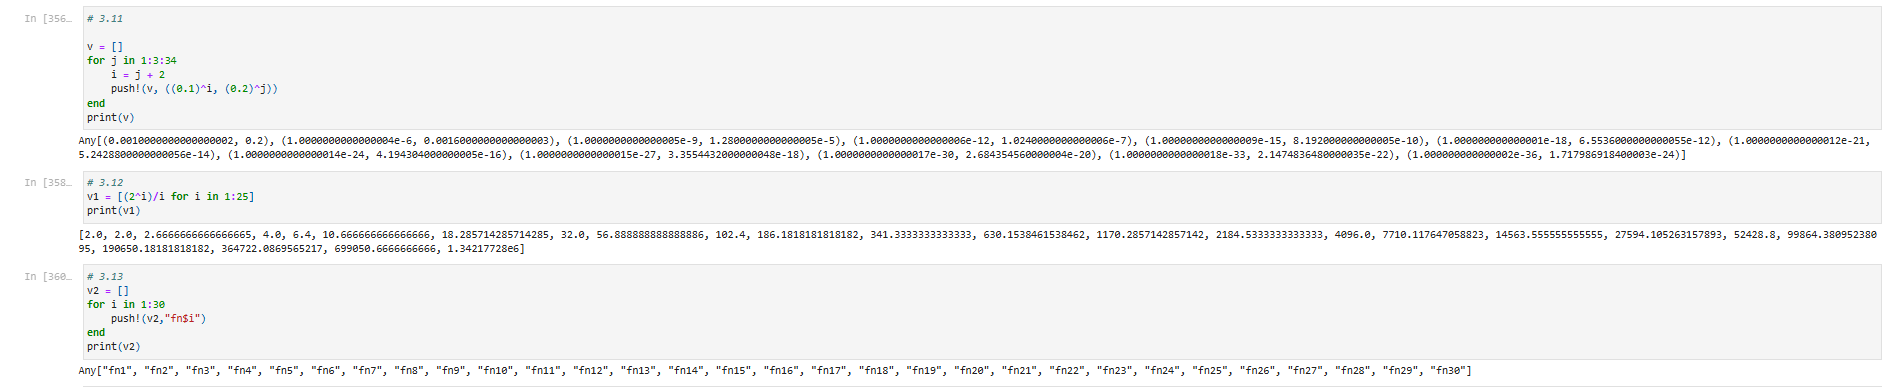 In [356…
# 3.11
v = []
for j in 1:3:34
    i = j + 2
    push!(v, ((0.1)^i, (0.2)^j))
end
print(v)
Any[(0.0010000000000000002, 0.2), (1.0000000000000004e-6, 0.0016000000000000003), (1.0000000000000005e-9, 1.2800000000000005e-5), (1.0000000000000006e-12, 1.0240000000000006e-7), (1.0000000000000009e-15, 8.192000000000005e-10), (1.000000000000001e-18, 6.5536000000000055e-12), (1.0000000000000012e-21,
5.2428800000000056e-14), (1.0000000000000014e-24, 4.194304000000005e-16), (1.0000000000000015e-27, 3.3554432000000048e-18), (1.0000000000000017e-30, 2.684354560000004e-20), (1.0000000000000018e-33, 2.1474836480000035e-22), (1.000000000000002e-36, 1.717986918400003e-24)]
In [358…
# 3.12
v1 = [(2^i)/i for i in 1:25]
print(v1)
[2.0, 2.0, 2.6666666666666665, 4.0, 6.4, 10.666666666666666, 18.285714285714285, 32.0, 56.888888888888886, 102.4, 186.1818181818182, 341.3333333333333, 630.1538461538462, 1170.2857142857142, 2184.5333333333333, 4096.0, 7710.117647058823, 14563.555555555555, 27594.105263157893, 52428.8, 99864.380952380
95, 190650.18181818182, 364722.0869565217, 699050.6666666666, 1.34217728e6]
In [360…
# 3.13
v2 = []
for i in 1:30
    push!(v2,"fn$i")
end
print(v2)
Any["fn1", "fn2", "fn3", "fn4", "fn5", "fn6", "fn7", "fn8", "fn9", "fn10", "fn11", "fn12", "fn13", "fn14", "fn15", "fn16", "fn17", "fn18", "fn19", "fn20", "fn21", "fn22", "fn23", "fn24", "fn25", "fn26", "fn27", "fn28", "fn29", "fn30"]